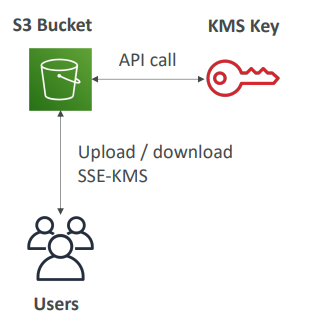 S3 Bucket
KMS Key
API call
Upload / download
SSE-KMS
Users